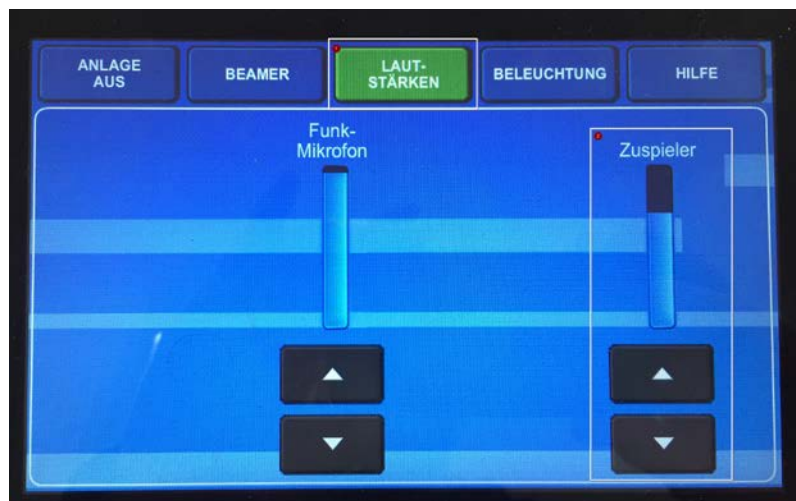 ANLAGE
AUS
BEAMER
LAUT-
STÄRKEN
BELEUCHTUNG
HILFE
Funk-
Mikrofon
Zuspieler